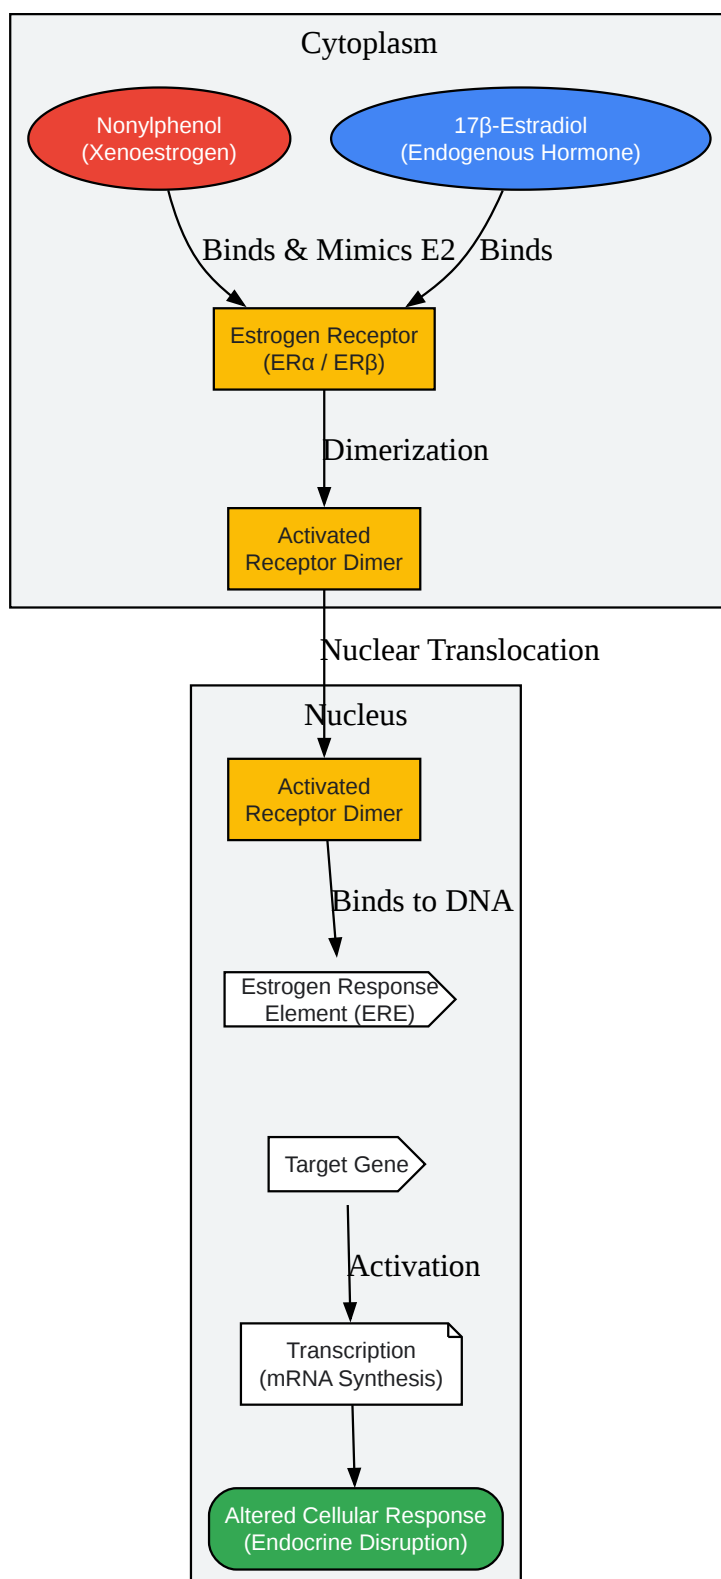 Cytoplasm
Nonylphenol
(Xenoestrogen)
17β-Estradiol
(Endogenous Hormone)
Binds & Mimics E2
Binds
Estrogen Receptor
(ERα / ERβ)
Dimerization
Activated
Receptor Dimer
Nuclear Translocation
Nucleus
Activated
Receptor Dimer
Binds to DNA
Estrogen Response
Element (ERE)
Target Gene
Activation
Transcription
(mRNA Synthesis)
Altered Cellular Response
(Endocrine Disruption)